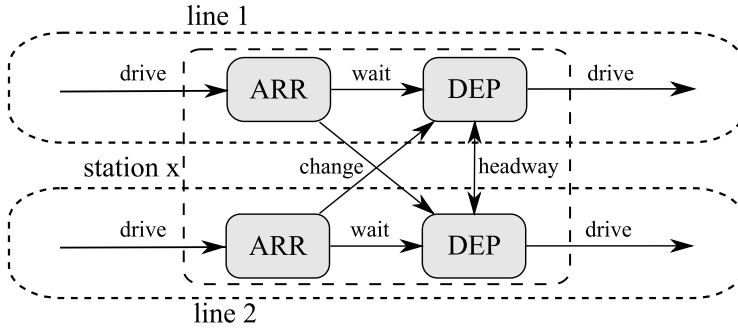 line 1
drive
ARR
wait
DEP
drive
station x
change
headway
drive
ARR
wait
DEP
drive
line 2